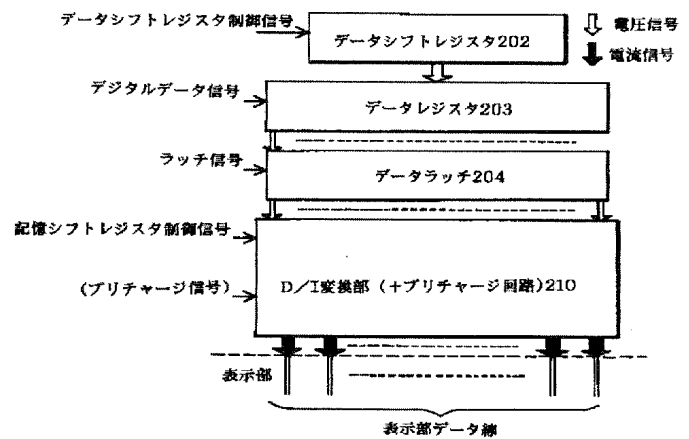 データシフトレジスタ制御信号
データシフトレジスタ202
電圧信号
電流信号
デジタルデータ信号
データレジスタ203
ラッチ信号
データラッチ204
記憶シフトレジスタ制御信号
(プリチャージ信号)
D/I変換部 (+プリチャージ回路)210
表示部
表示部データ線